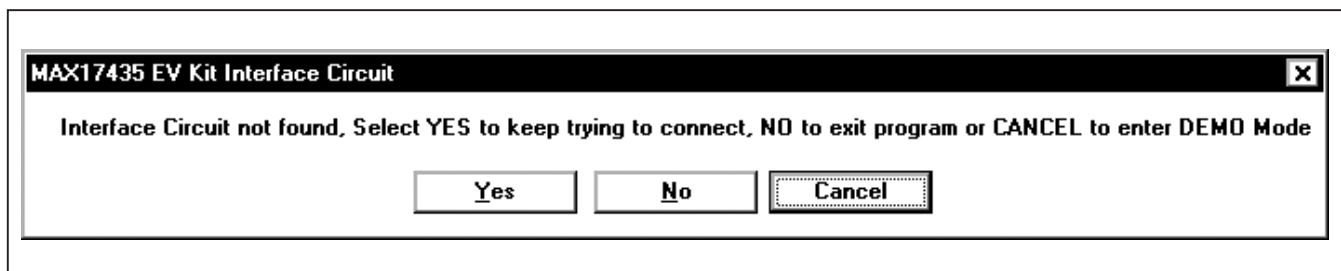 MAX17435 EV Kit Interface Circuit
Interface Circuit not found, Select YES to keep trying to connect, NO to exit program or CANCEL to enter DEMO Mode
Yes No Cancel